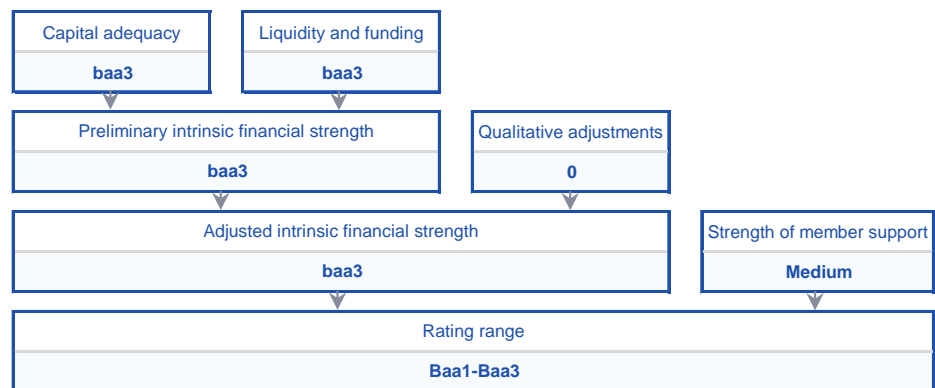 Capital adequacy
baa3
Liquidity and funding
baa3
Preliminary intrinsic financial strength
baa3
Qualitative adjustments
0
Adjusted intrinsic financial strength
baa3
Strength of member support
Medium
Rating range
Baa1-Baa3